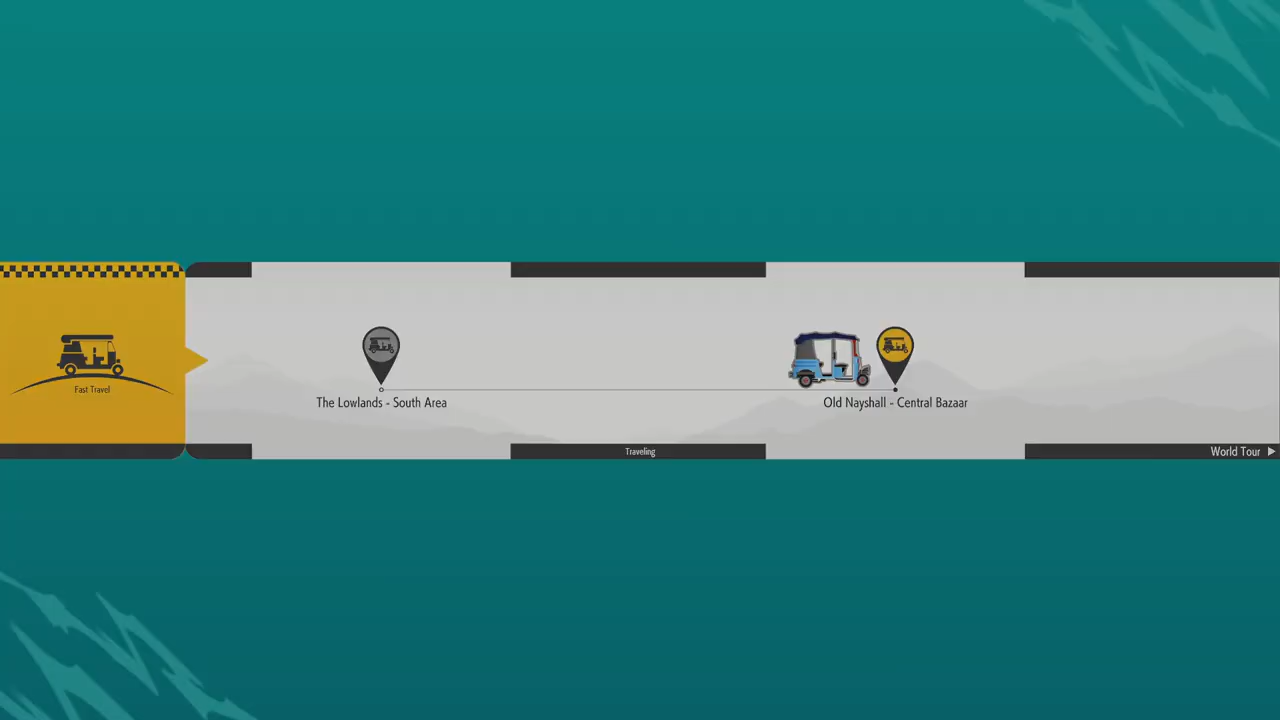 Fast Travel
The Lowlands - South Area
Old Nayshall - Central Bazaar
Traveling
World Tour